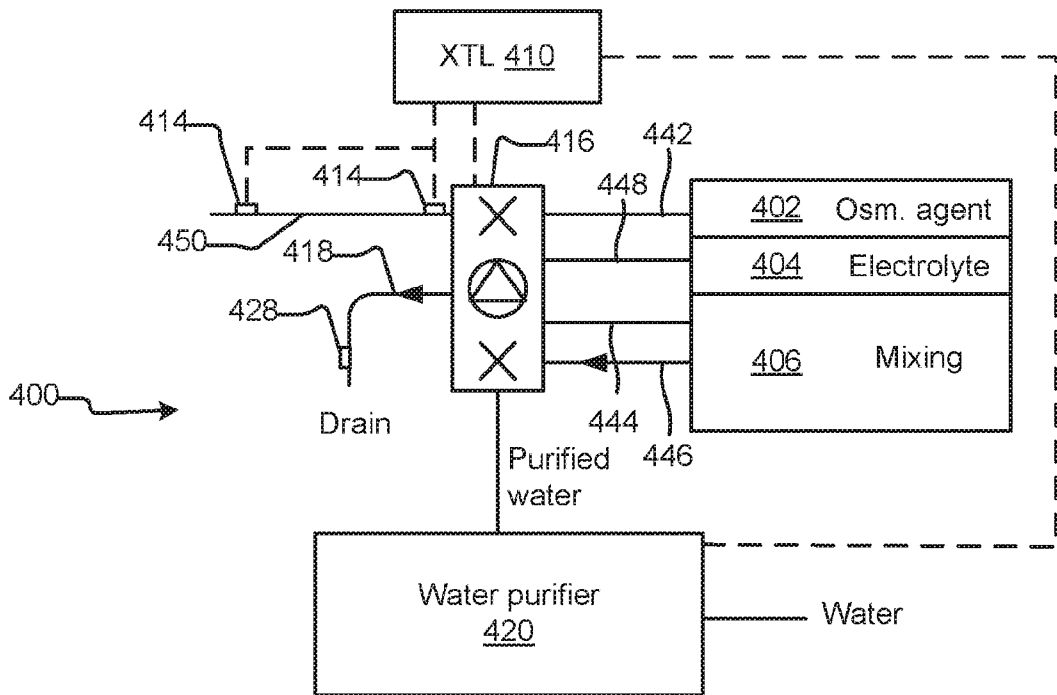 XTL 410
414
416
442
414
448
402 Osm. agent
450
404 Electrolyte
418
428
406 Mixing
400
Drain
444
446
Purified
water
Water purifier
420
Water